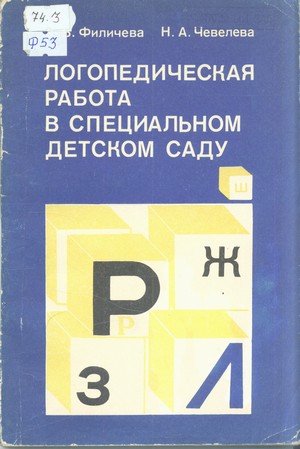 74.3
Ф53
Б. Филичева Н. А. Чевелева
ЛОГОПЕДИЧЕСКАЯ
РАБОТА
В СПЕЦИАЛЬНОМ
ДЕТСКОМ САДУ
Ш
Ж
Р
Р
З
Л